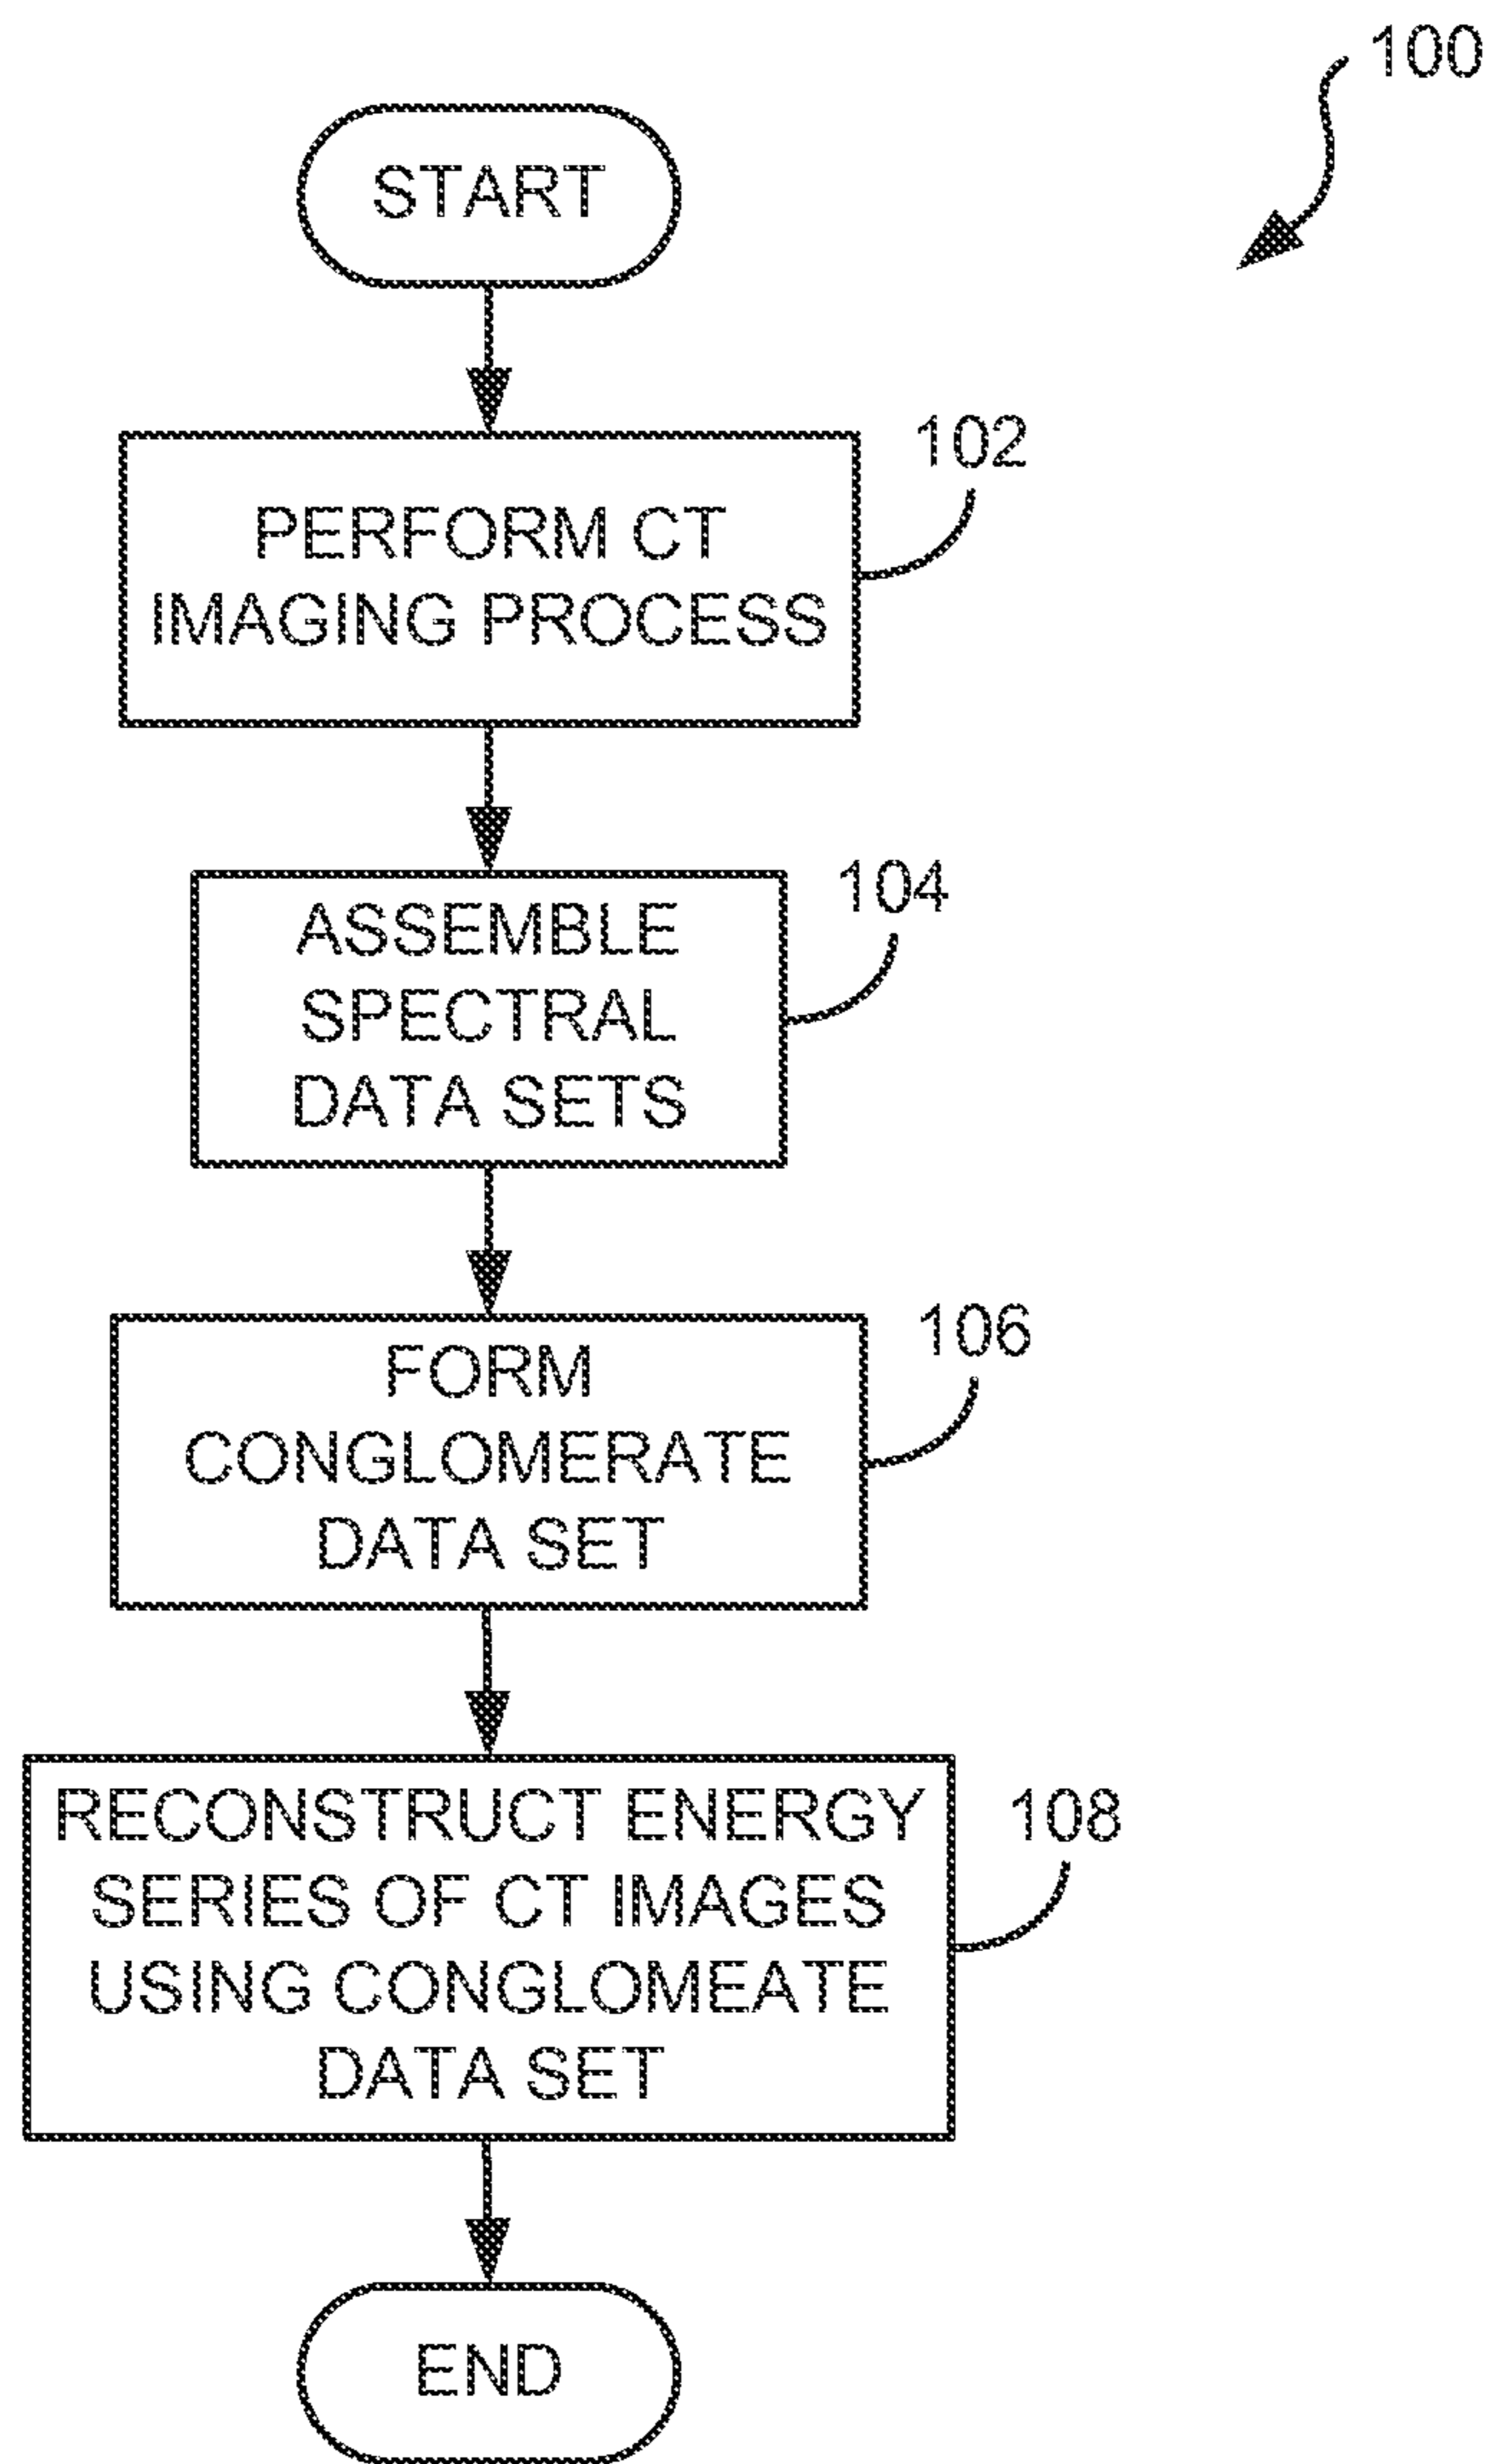 100
START
102
PERFORM CT
IMAGING PROCESS
104
ASSEMBLE
SPECTRAL
DATA SETS
106
FORM
CONGLOMERATE
DATA SET
RECONSTRUCT ENERGY
108
SERIES OF CT IMAGES
USING CONGLOMEATE
DATA SET
END